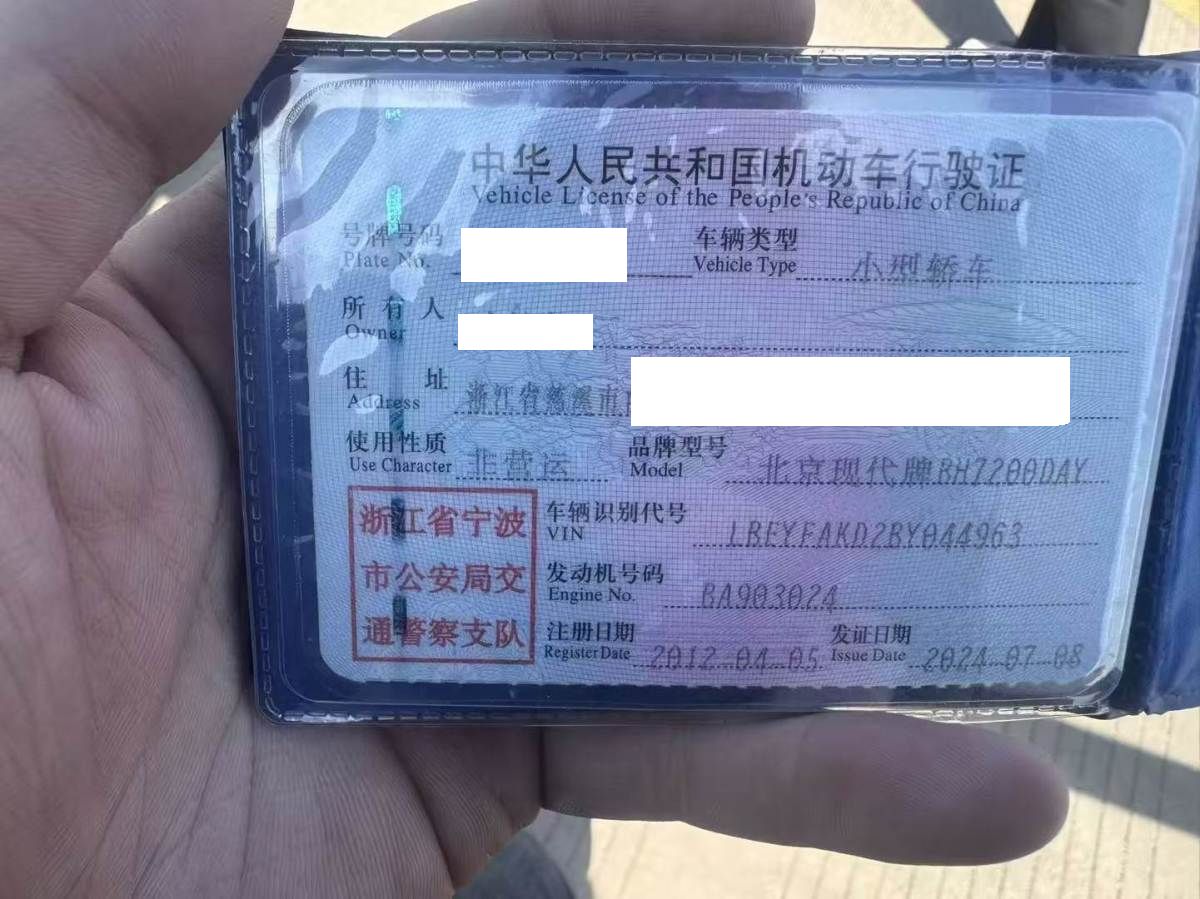 中华人民共和国机动车行驶证
Vehicle License of the People's Republic of China
号牌号码 车辆类型 小型轿车
Plate No. Vehicle Type
所有人
Owner
住址 浙江省慈溪市
Address
使用性质 非营运 品牌型号 北京现代牌BH7200DAY
Use Character Model
浙江省宁波
市公安局交
通警察支队
车辆识别代号 LBEYFAKD2BY044963
VIN
发动机号码 BA903024
Engine No.
注册日期 2012-04-05 发证日期 2024-07-08
Register Date Issue Date